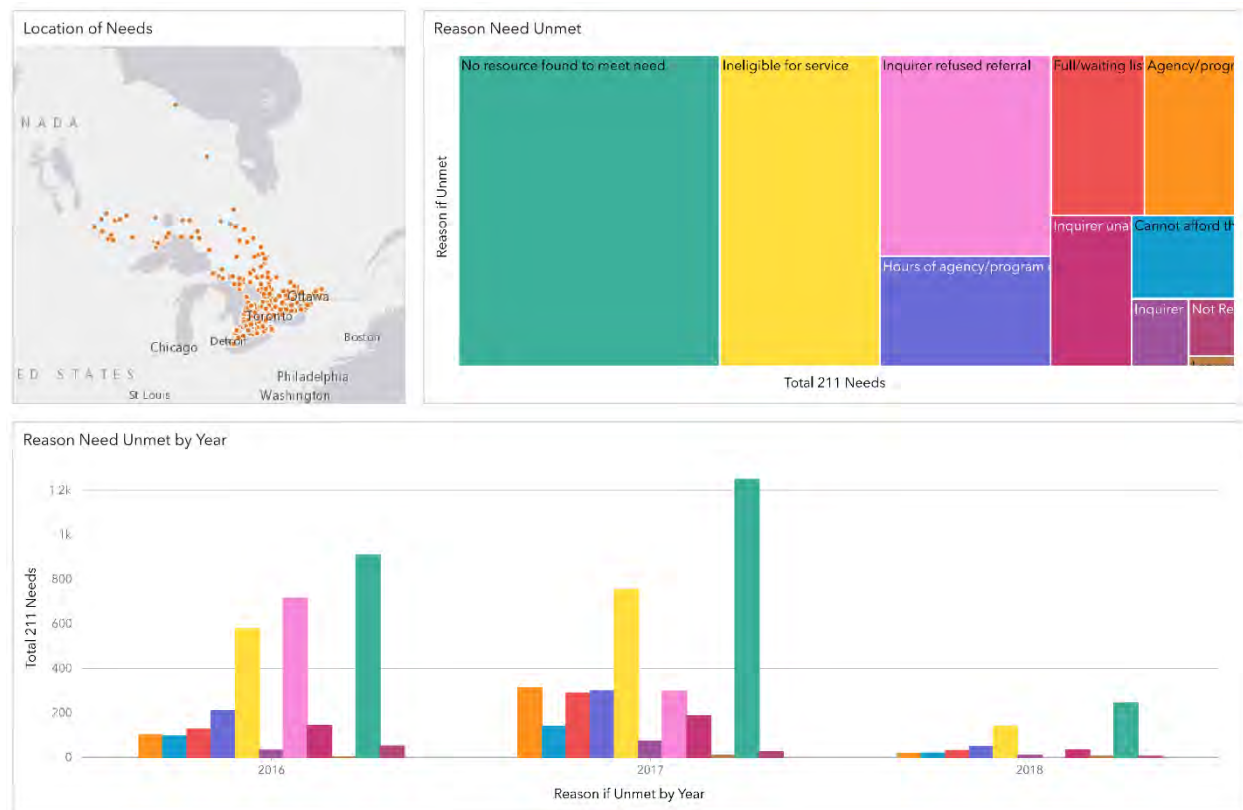 Location of Needs
NADA
Ottawa
Toronto
Detroit
Chicago
Boston
ED STATES
Philadelphia
St Louis
Washington
Reason Need Unmet
Reason if Unmet
No resource found to meet need
Ineligible for service
Inquirer refused referral
Full/waiting lis
Agency/progr
Hours of agency/program
Inquirer una
Cannot afford th
Inquirer
Not Re
Total 211 Needs
Reason Need Unmet by Year
Total 211 Needs
1.2k
1k
800
600
400
200
0
2016
2017
2018
Reason if Unmet by Year